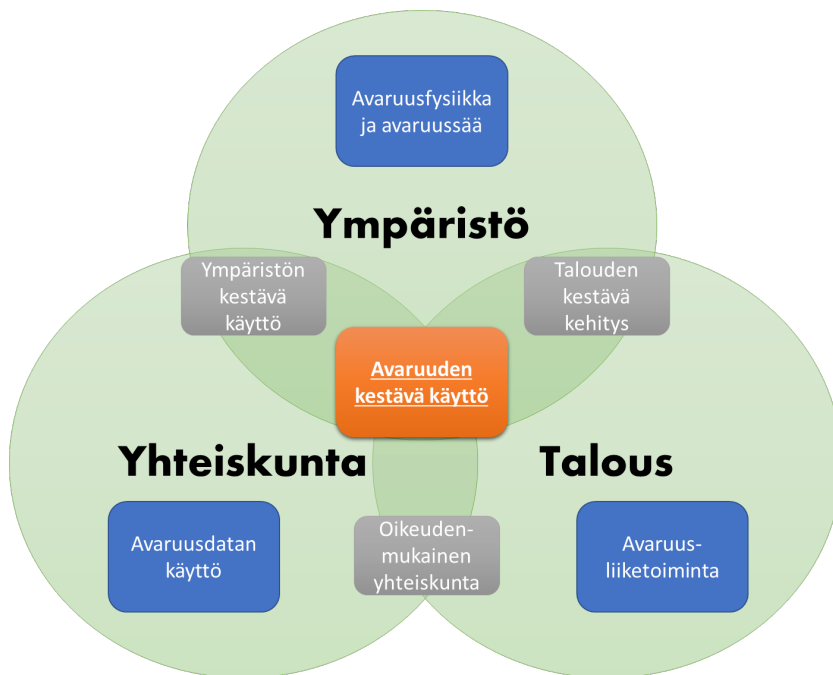 Avaruusfysiikka
ja avaruussää
Ympäristö
Ympäristön
kestävä
käyttö
Talouden
kestävä
kehitys
Avaruuden
kestävä käyttö
Yhteiskunta
Talous
Avaruusdatan
käyttö
Oikeuden-
mukainen
yhteiskunta
Avaruus-
liiketoiminta